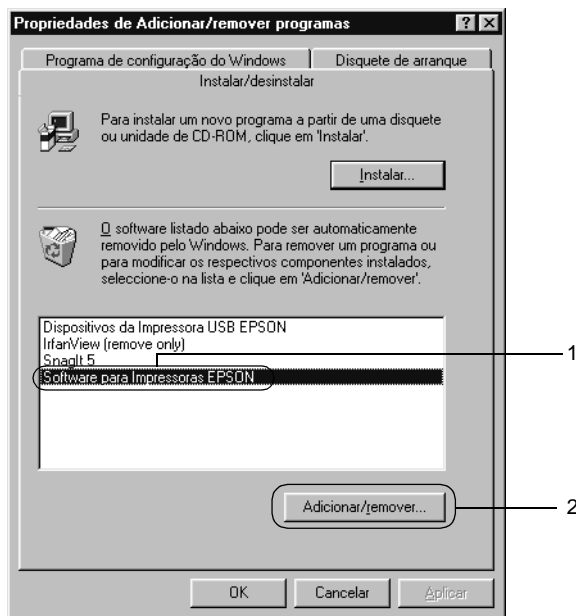 Propriedades de Adicionar/remover programas
Programa de configuração do Windows
Disquete de arranque
Instalar/desinstalar
Para instalar um novo programa a partir de uma disquete
ou unidade de CD-ROM, clique em 'Instalar'.
Instalar...
O software listado abaixo pode ser automaticamente
removido pelo Windows. Para remover um programa ou
para modificar os respectivos componentes instalados,
seleccione-o na lista e clique em 'Adicionar/remover'.
Dispositivos da Impressora USB EPSON
IrfanView (remove only)
SnagIt 5
1
Software para Impressoras EPSON
Adicionar/remover...
2
OK
Cancelar
Aplicar